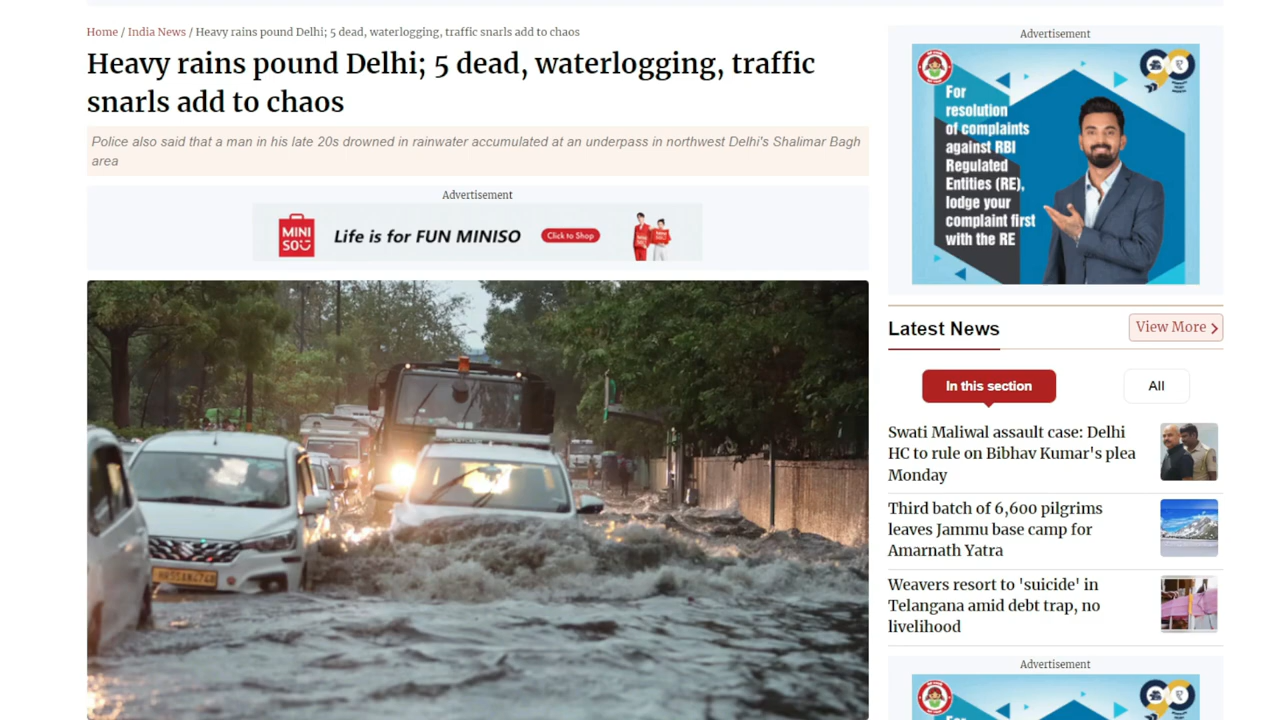 Home / India News / Heavy rains pound Delhi; 5 dead, waterlogging, traffic snarls add to chaos
Heavy rains pound Delhi; 5 dead, waterlogging, traffic
snarls add to chaos
Police also said that a man in his late 20s drowned in rainwater accumulated at an underpass in northwest Delhi's Shalimar Bagh
area
Advertisement
MINI
SO
Life is for FUN MINISO
Click to Shop
Advertisement
For
resolution
of complaints
against RBI
Regulated
Entities (RE),
lodge your
complaint first
with the RE
Latest News
View More
In this section
All
Swati Maliwal assault case: Delhi
HC to rule on Bibhav Kumar's plea
Monday
Third batch of 6,600 pilgrims
leaves Jammu base camp for
Amarnath Yatra
Weavers resort to 'suicide' in
Telangana amid debt trap, no
livelihood
Advertisement